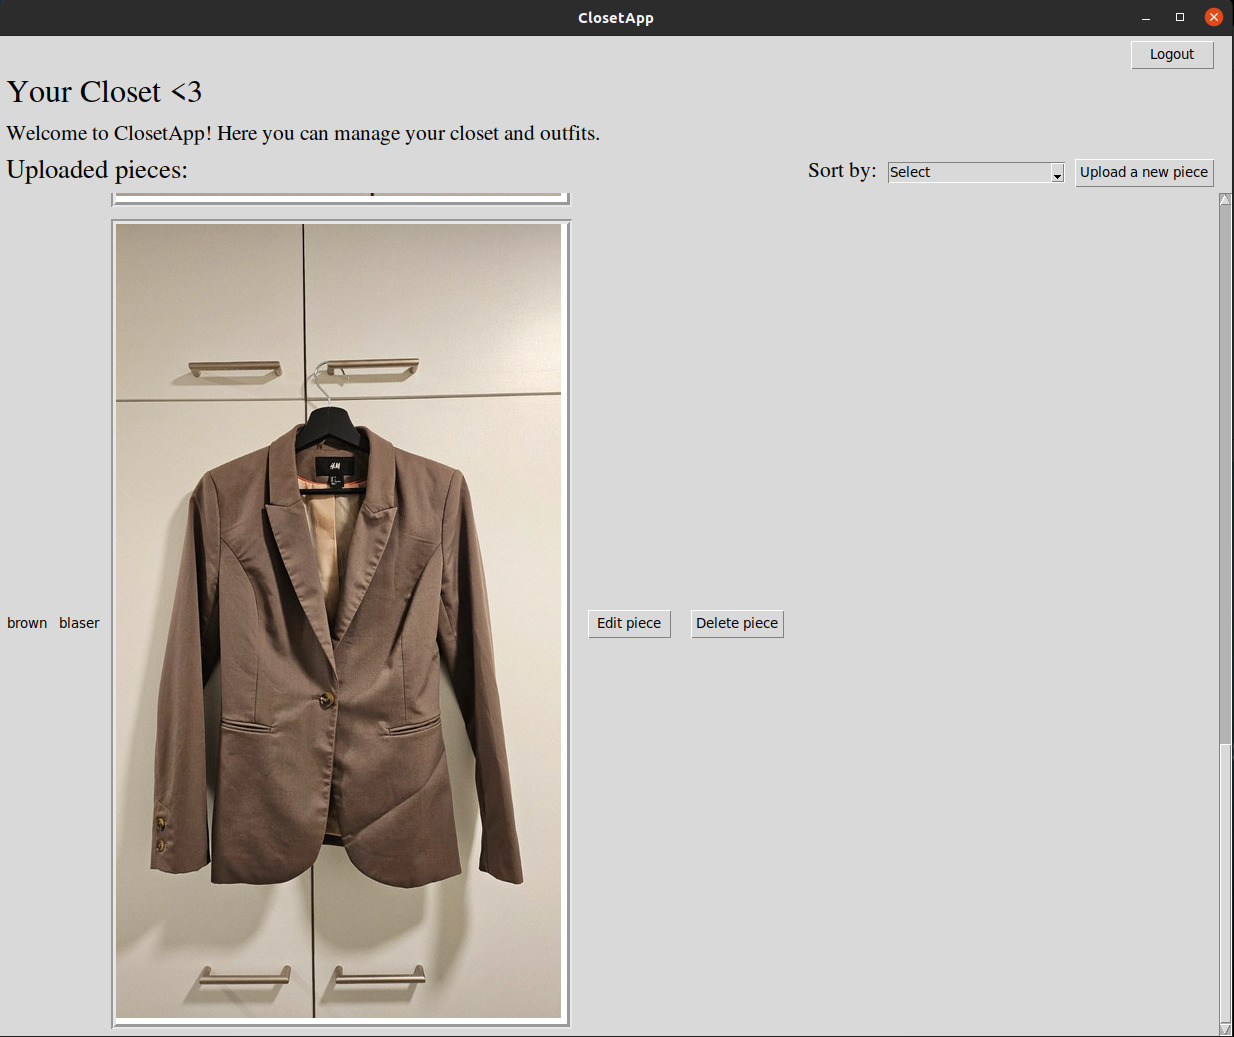 ClosetApp
Logout
Your Closet <3
Welcome to ClosetApp! Here you can manage your closet and outfits.
Uploaded pieces:
Sort by: Select Upload a new piece
H&M
brown blaser Edit piece Delete piece